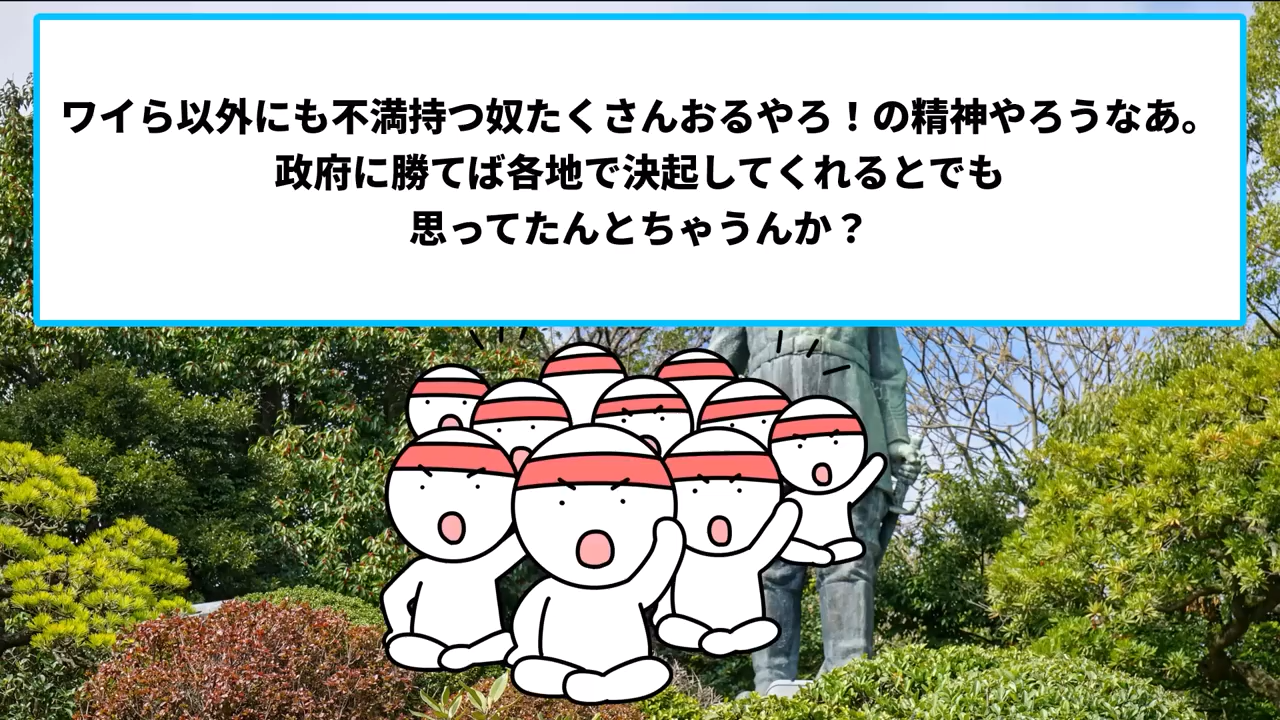 ワイら以外にも不満持つ奴たくさんおるやろ！の精神やろうなあ。
政府に勝てば各地で決起してくれるとでも
思ってたんとちゃうんか？